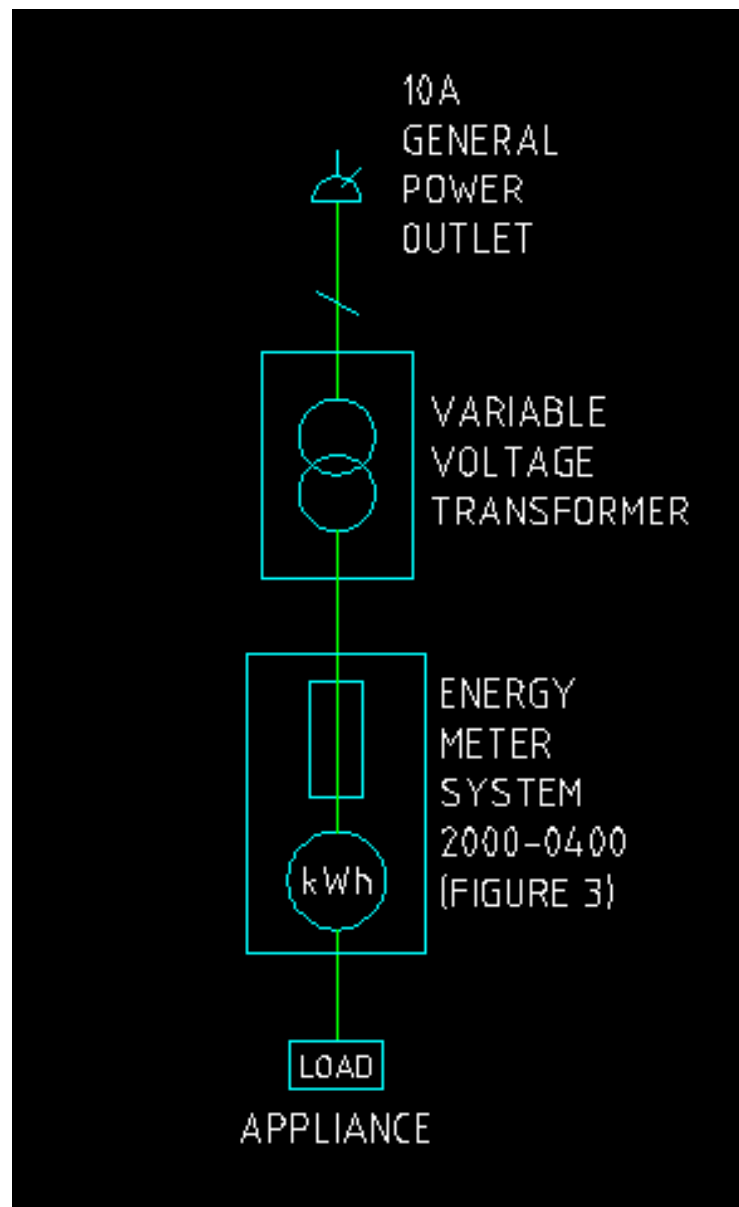 10A
GENERAL
POWER
OUTLET
VARIABLE
VOLTAGE
TRANSFORMER
ENERGY
METER
SYSTEM
2000-0400
(FIGURE 3)
kWh
LOAD
APPLIANCE